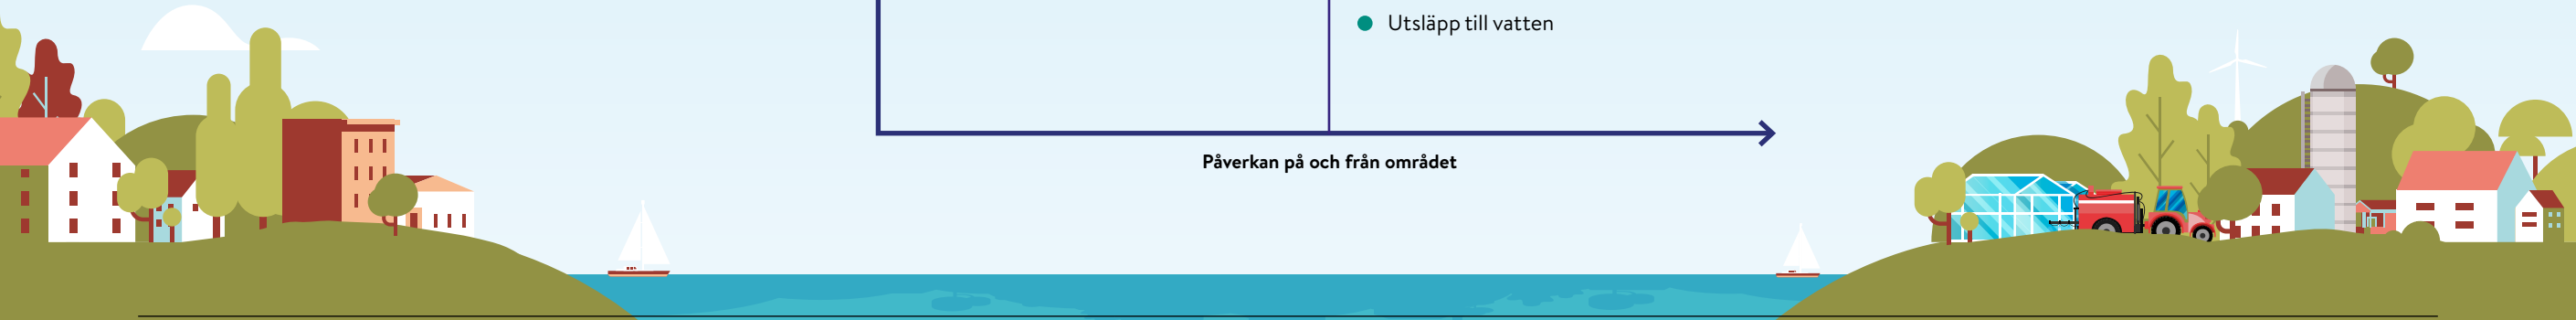 Utsläpp till vatten
Påverkan på och från området